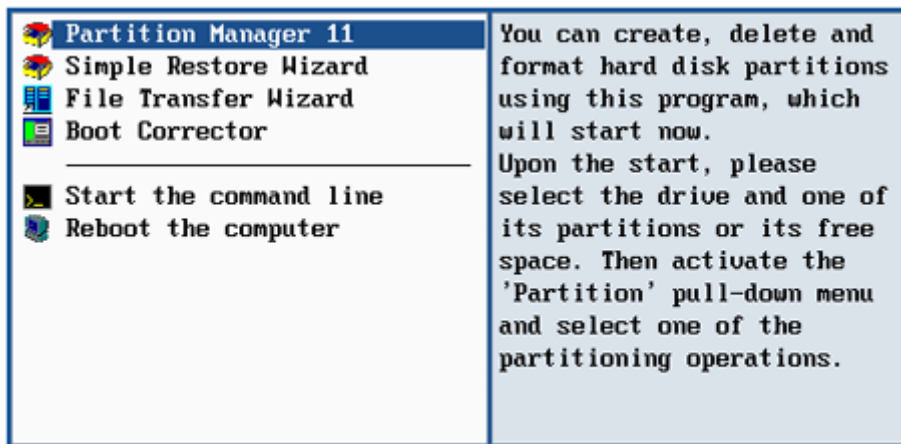 Partition Manager 11
Simple Restore Wizard
File Transfer Wizard
Boot Corrector
Start the command line
Reboot the computer
You can create, delete and
format hard disk partitions
using this program, which
will start now.
Upon the start, please
select the drive and one of
its partitions or its free
space. Then activate the
'Partition' pull-down menu
and select one of the
partitioning operations.